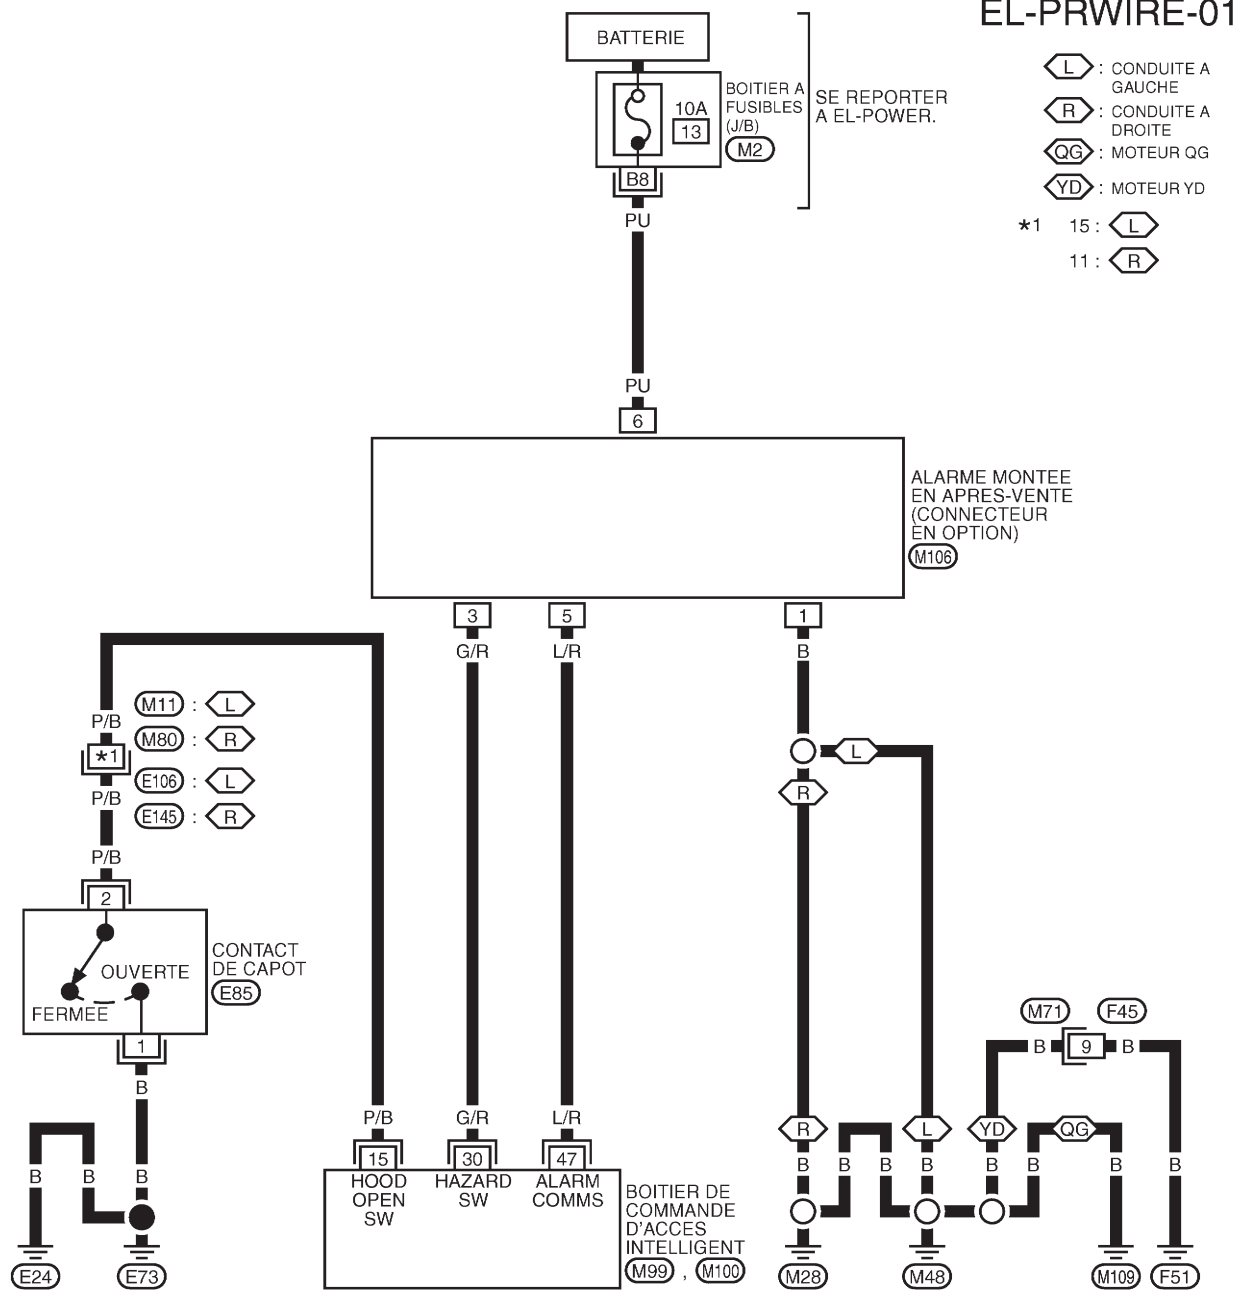 EL-PRWIRE-01
BATTERIE
10A
13
BOITIER A
FUSIBLES
(J/B)
M2
SE REPORTER
A EL-POWER.
L : CONDUITE A
GAUCHE
R : CONDUITE A
DROITE
QG : MOTEUR QG
YD : MOTEUR YD
*1 15 : L
11 : R
B8
PU
PU
6
ALARME MONTEE
EN APRES-VENTE
(CONNECTEUR
EN OPTION)
M106
3
5
1
G/R
L/R
B
M11 : L
P/B
M80 : R
*1
E106 : L
P/B
E145 : R
P/B
2
L
R
CONTACT
DE CAPOT
E85
OUVERTE
FERMEE
1
B
M71
F45
B
9
B
P/B
G/R
L/R
R
L
YD
QG
15
30
47
HOOD
OPEN
SW
HAZARD
SW
ALARM
COMMS
B
B
B
B
B
B
B
B
B
B
B
BOITIER DE
COMMANDE
D'ACCES
INTELLIGENT
M99 , M100
E24
E73
M28
M48
M109
F51